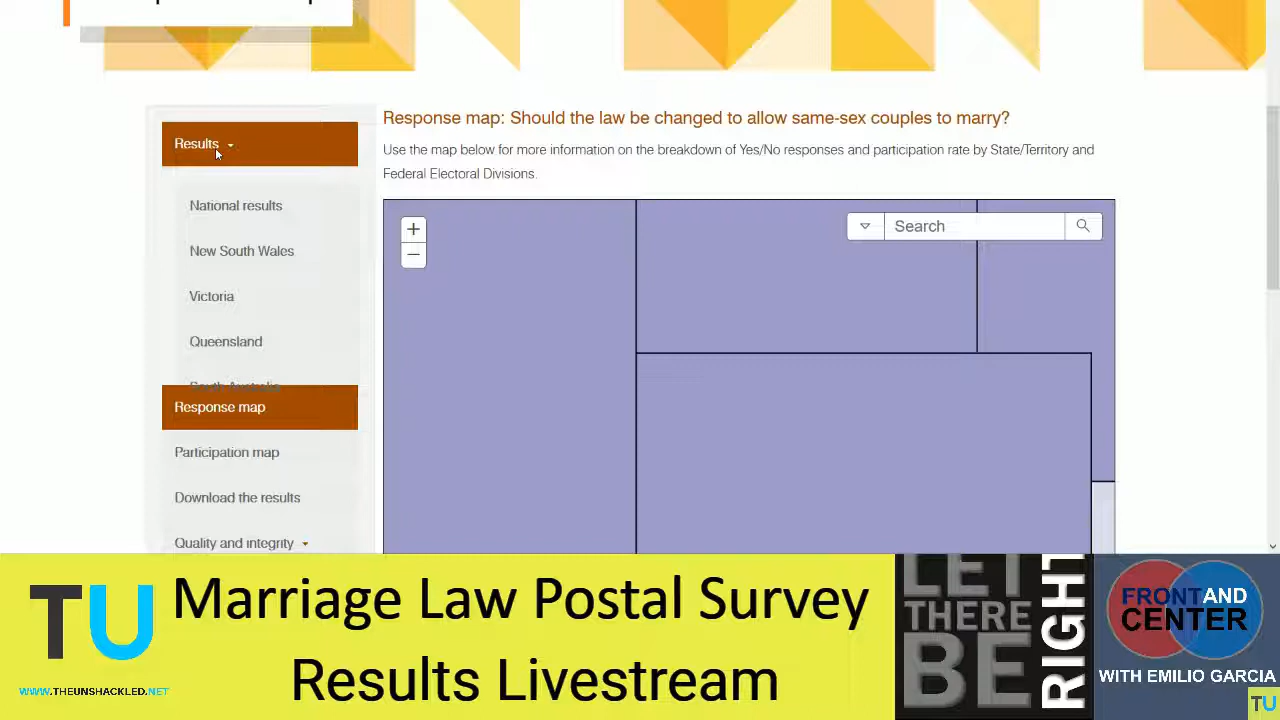 Results
National results
New South Wales
Victoria
Queensland
South Australia
Response map
Participation map
Download the results
Quality and integrity
Response map: Should the law be changed to allow same-sex couples to marry?
Use the map below for more information on the breakdown of Yes/No responses and participation rate by State/Territory and
Federal Electoral Divisions.
+
−
Search
TU
WWW.THEUNSHACKLED.NET
Marriage Law Postal Survey
Results Livestream
LET
THERE
BE
RIGHT
FRONT AND
CENTER
WITH EMILIO GARCIA
TU